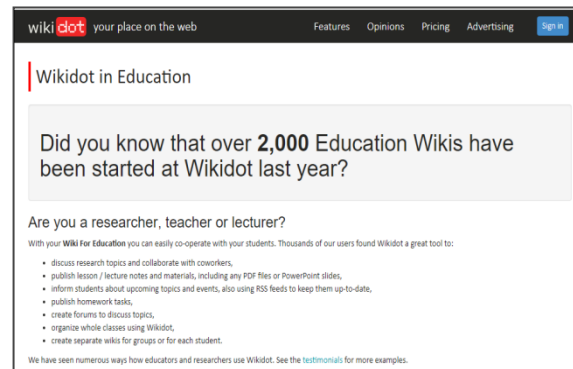 wikidot your place on the web Features Opinions Pricing Advertising Sign in
Wikidot in Education
Did you know that over 2,000 Education Wikis have
been started at Wikidot last year?
Are you a researcher, teacher or lecturer?
With your Wiki For Education you can easily co-operate with your students. Thousands of our users found Wikidot a great tool to:
• discuss research topics and collaborate with coworkers,
• publish lesson / lecture notes and materials, including any PDF files or PowerPoint slides,
• inform students about upcoming topics and events, also using RSS feeds to keep them up-to-date,
• publish homework tasks,
• create forums to discuss topics,
• organize whole classes using Wikidot,
• create separate wikis for groups or for each student.
We have seen numerous ways how educators and researchers use Wikidot. See the testimonials for more examples.